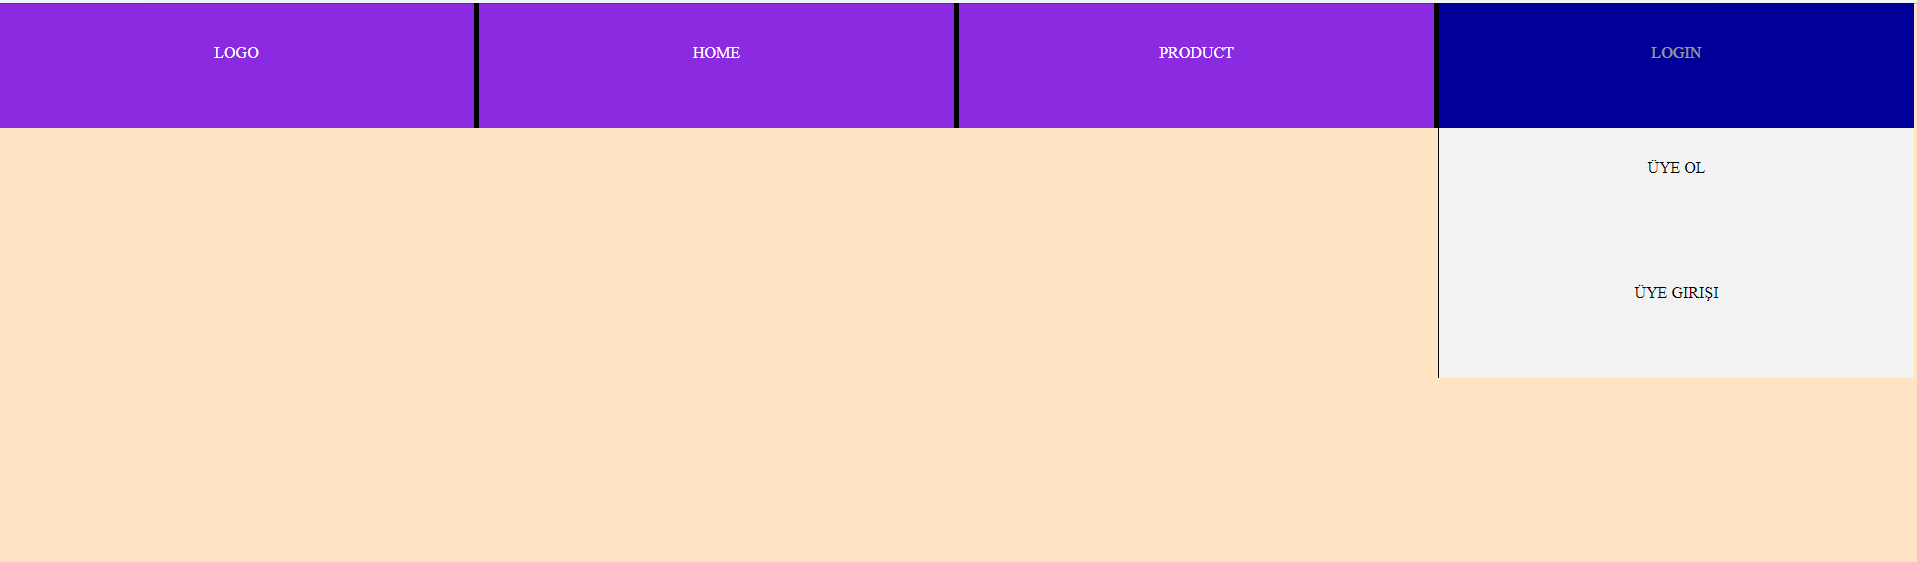 LOGO
HOME
PRODUCT
LOGIN
ÜYE OL
ÜYE GIRIŞI